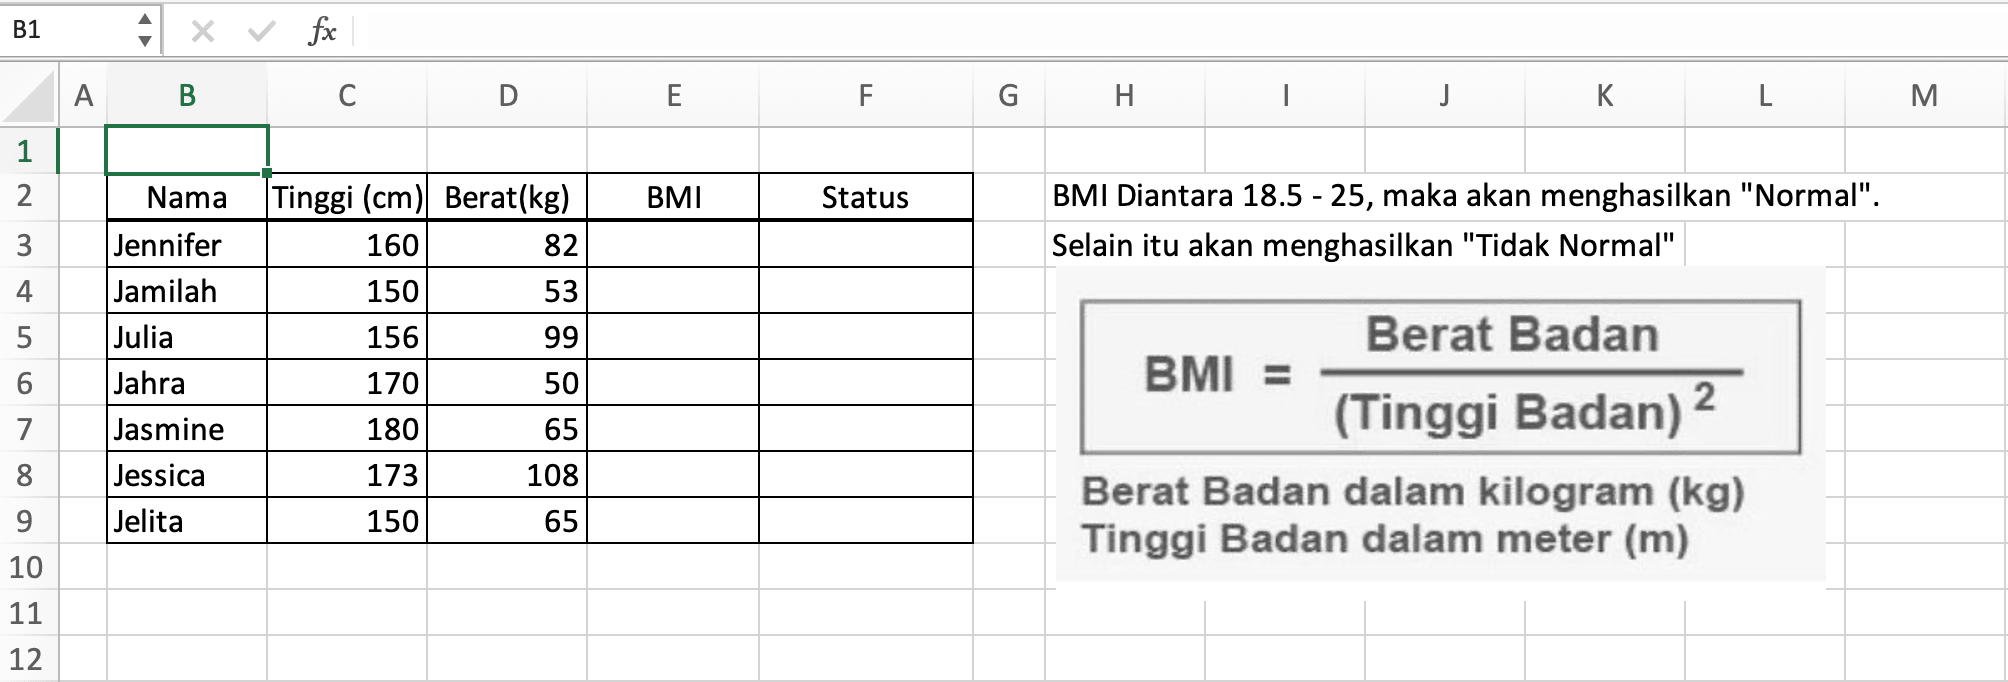 B1 fx
A B C D E F G H I J K L M
1
2 Nama Tinggi (cm) Berat(kg) BMI Status BMI Diantara 18.5 - 25, maka akan menghasilkan "Normal".
3 Jennifer 160 82 Selain itu akan menghasilkan "Tidak Normal"
4 Jamilah 150 53
5 Julia 156 99
6 Jahra 170 50
7 Jasmine 180 65
8 Jessica 173 108
9 Jelita 150 65
10
11
12
Berat Badan
BMI =
(Tinggi Badan) 2
Berat Badan dalam kilogram (kg)
Tinggi Badan dalam meter (m)